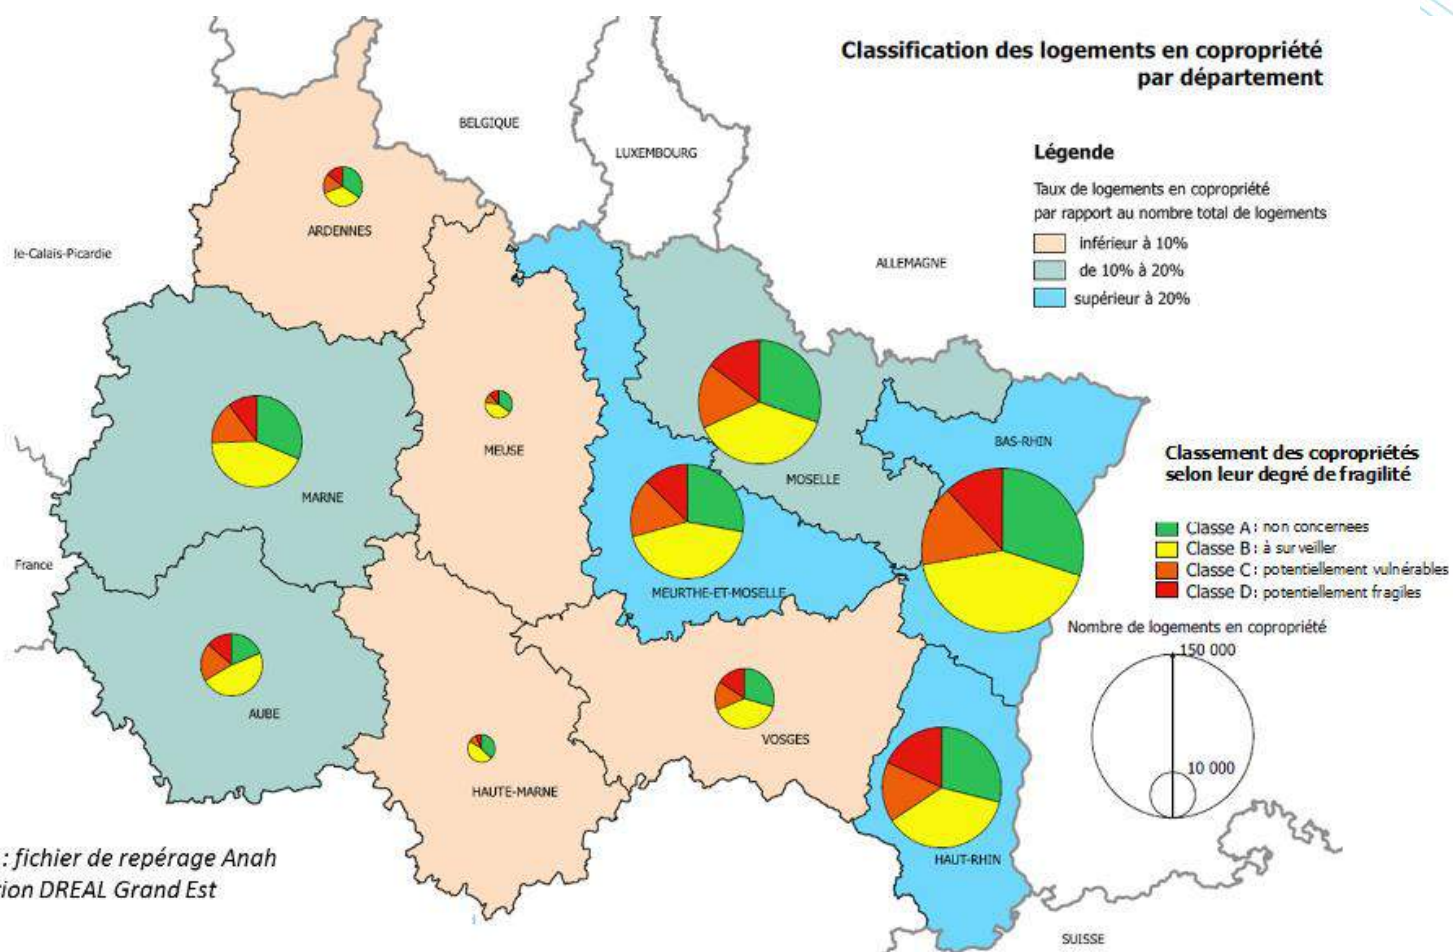 Classification des logements en copropriété
par département
BELGIQUE
LUXEMBOURG
Légende
Taux de logements en copropriété
par rapport au nombre total de logements
inférieur à 10%
de 10% à 20%
supérieur à 20%
ARDENNES
le-Calais-Picardie
ALLEMAGNE
MEUSE
BAS-RHIN
MARNE
MOSELLE
Classement des copropriétés
selon leur degré de fragilité
Classe A : non concernees
Classe B : à surveiller
Classe C : potentiellement vulnérables
Classe D : potentiellement fragiles
France
MEURTHE-ET-MOSELLE
Nombre de logements en copropriété
150 000
10 000
AUBE
VOSGES
HAUTE-MARNE
HAUT-RHIN
: fichier de repérage Anah
ion DREAL Grand Est
SUISSE